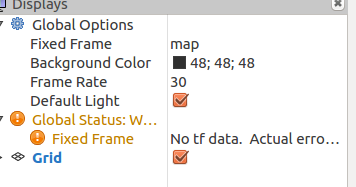 Displays
Global Options
Fixed Frame map
Background Color 48; 48; 48
Frame Rate 30
Default Light
Global Status: W…
Fixed Frame No tf data. Actual erro…
Grid